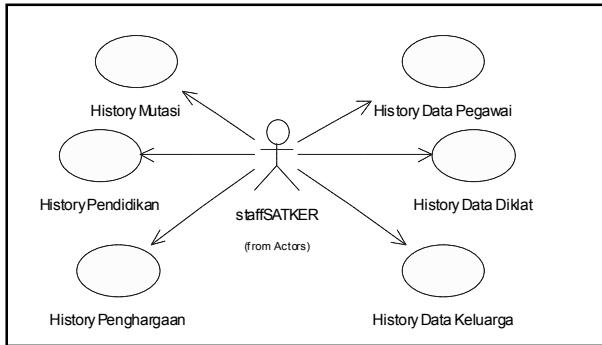 History Mutasi
History Data Pegawai
History Pendidikan
History Data Diklat
staffSATKER
(from Actors)
History Penghargaan
History Data Keluarga